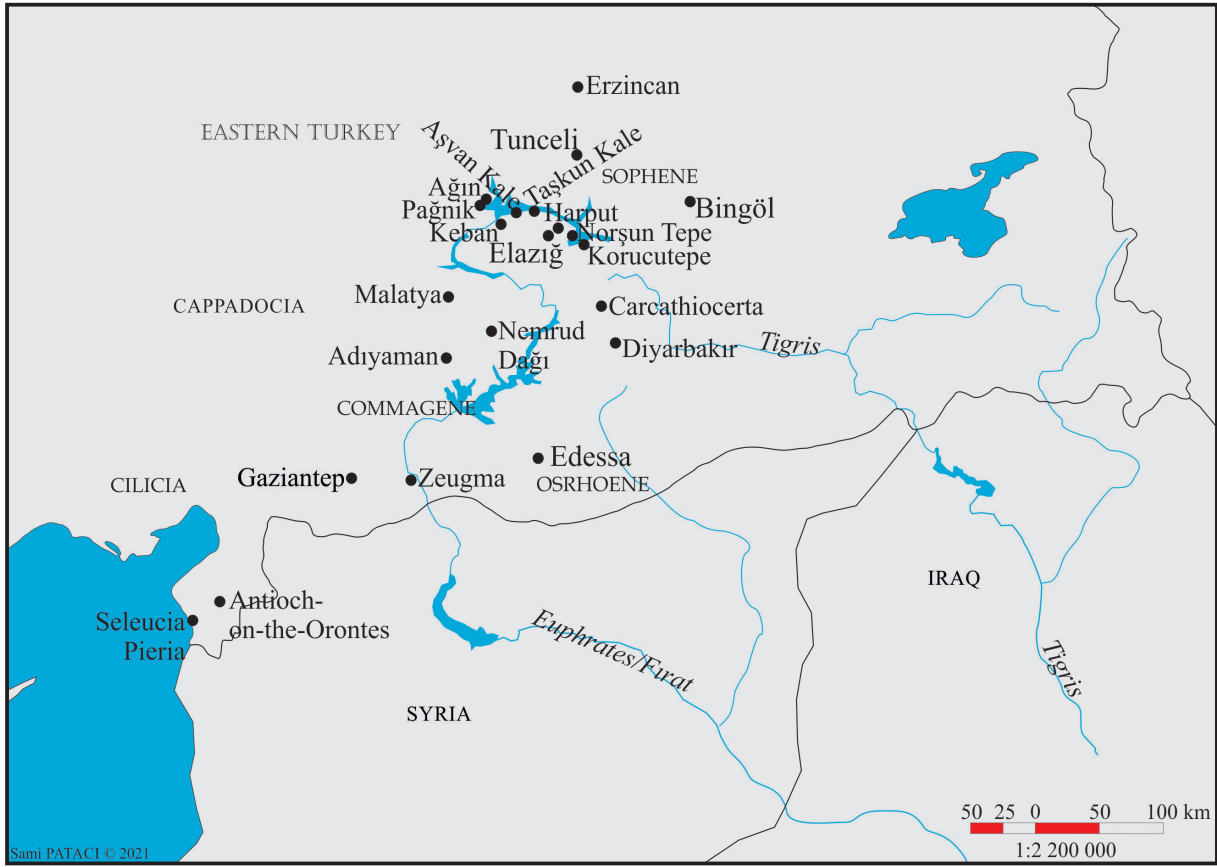 Erzincan
EASTERN TURKEY
Tunceli
Aşvan Kale
Taşkun Kale
SOPHENE
Ağın
Pağnik
Harput
Bingöl
Keban
Norşun Tepe
Elazığ
Korucutepe
Malatya
CAPPADOCIA
Carcathiocerta
Nemrud
Dağı
Tigris
Diyarbakır
Adıyaman
COMMAGENE
Edessa
Gaziantep
Zeugma
OSRHOENE
CILICIA
IRAQ
Antioch-
on-the-Orontes
Seleucia
Pieria
Euphrates/Fırat
Tigris
SYRIA
50 25 0 50 100 km
1:2 200 000
Sami PATACI © 2021